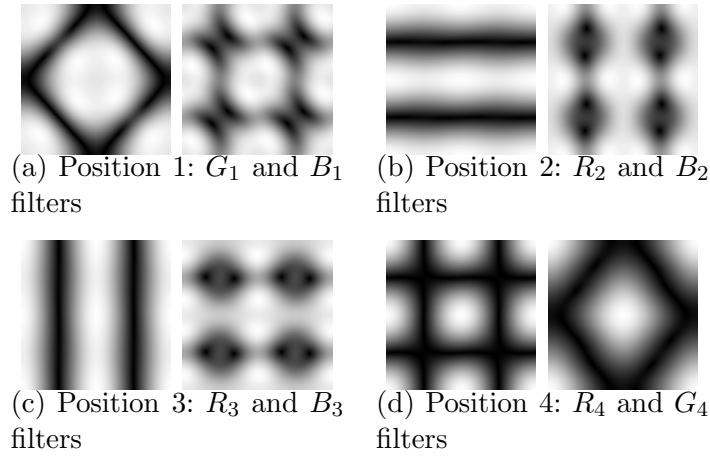 (a) Position 1: G₁ and B₁
filters
(b) Position 2: R₂ and B₂
filters
(c) Position 3: R₃ and B₃
filters
(d) Position 4: R₄ and G₄
filters